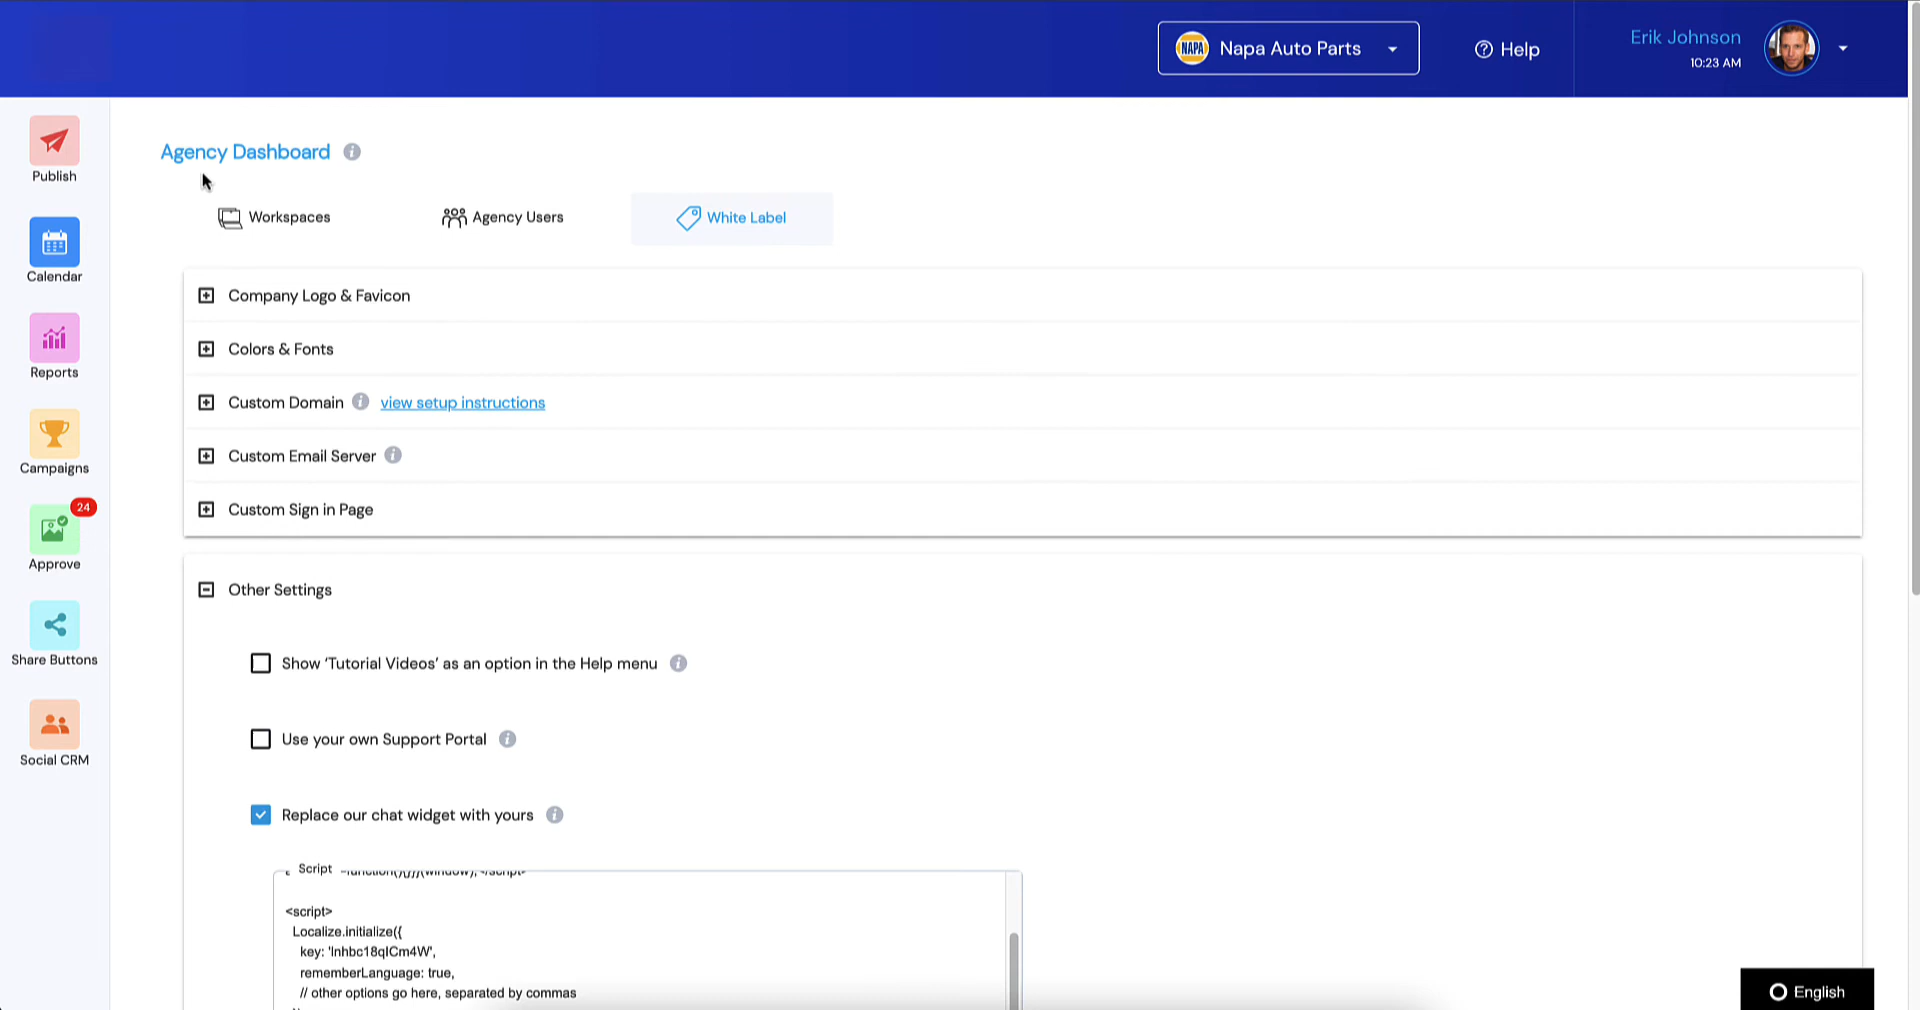 NAPA
Napa Auto Parts
Help
Erik Johnson
10:23 AM
Publish
Calendar
Reports
Campaigns
24
Approve
Share Buttons
Social CRM
Agency Dashboard
Workspaces
Agency Users
White Label
Company Logo & Favicon
Colors & Fonts
Custom Domain view setup instructions
Custom Email Server
Custom Sign in Page
Other Settings
Show ‘Tutorial Videos’ as an option in the Help menu
Use your own Support Portal
Replace our chat widget with yours
Script
<script>
Localize.initialize({
rememberLanguage: true,
// other options go here, separated by commas
English